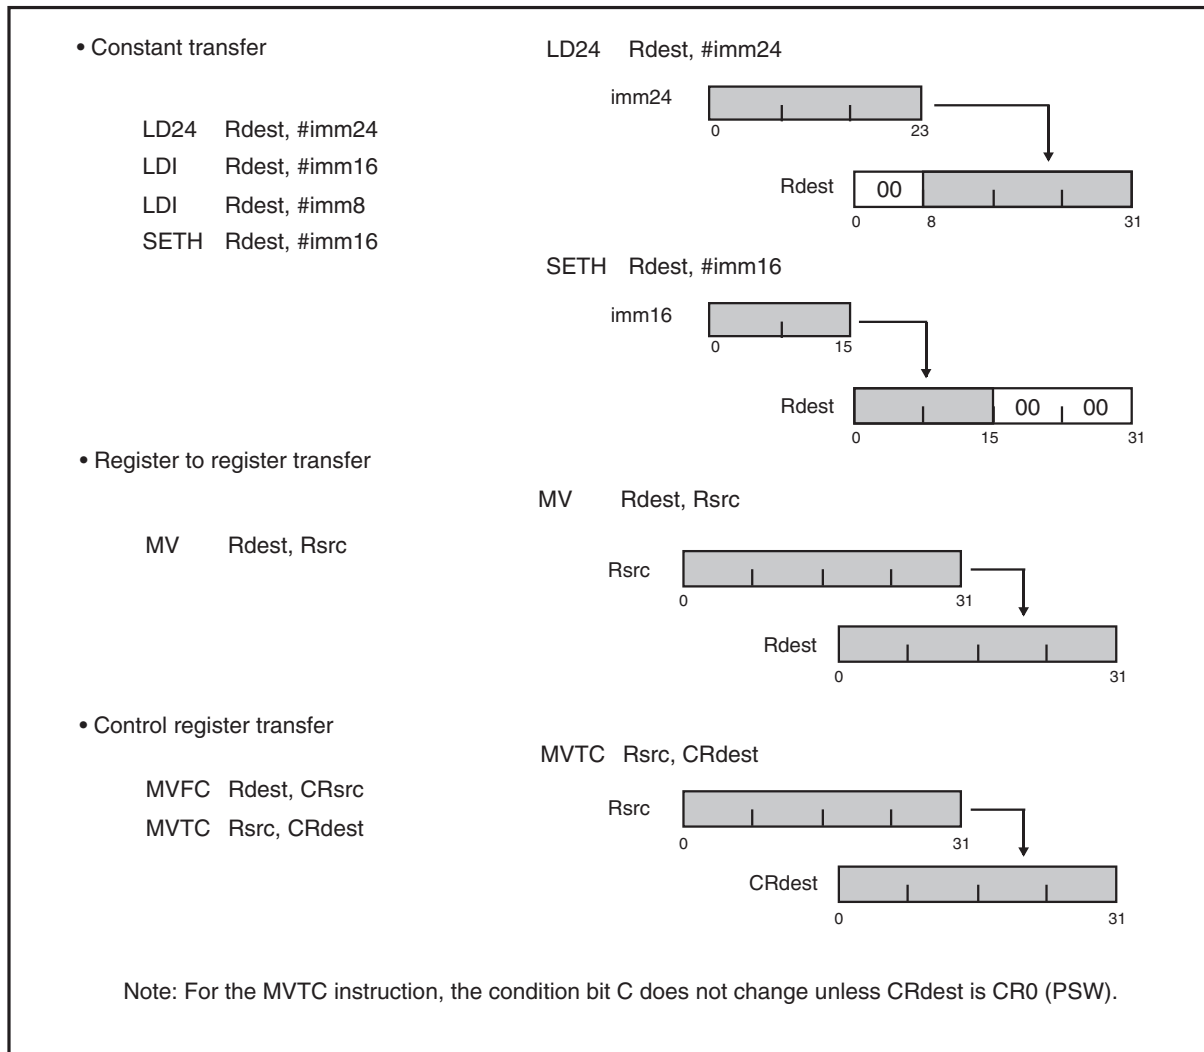 • Constant transfer
LD24 Rdest, #imm24
LDI Rdest, #imm16
LDI Rdest, #imm8
SETH Rdest, #imm16
LD24 Rdest, #imm24
imm24
0 23
Rdest 00
0 8 31
SETH Rdest, #imm16
imm16
0 15
Rdest 00 00
0 15 31
• Register to register transfer
MV Rdest, Rsrc
MV Rdest, Rsrc
Rsrc
0 31
Rdest
0 31
• Control register transfer
MVFC Rdest, CRsrc
MVTC Rsrc, CRdest
MVTC Rsrc, CRdest
Rsrc
0 31
CRdest
0 31
Note: For the MVTC instruction, the condition bit C does not change unless CRdest is CR0 (PSW).